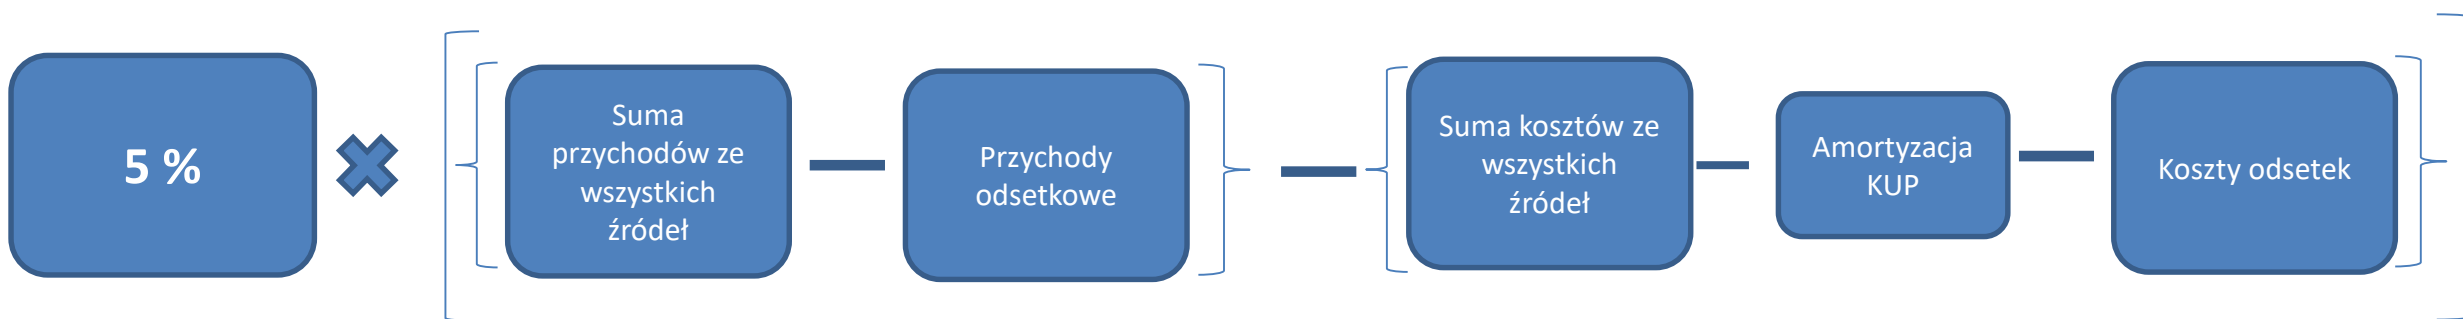 5 %
Suma
przychodów ze
wszystkich
źródeł
Przychody
odsetkowe
Suma kosztów ze
wszystkich
źródeł
Amortyzacja
KUP
Koszty odsetek